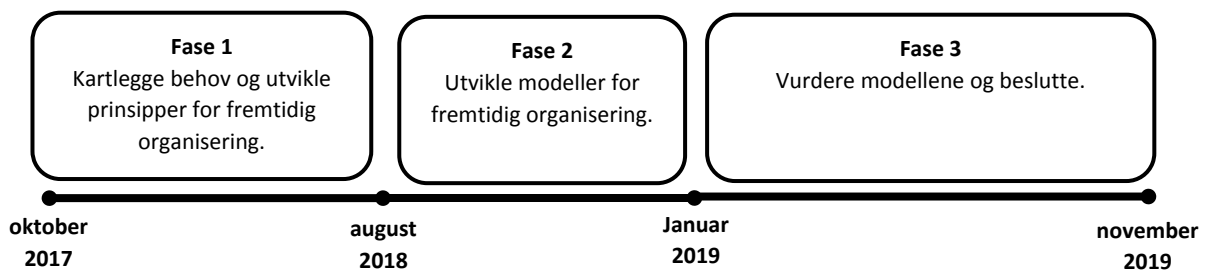 Fase 1
Kartlegge behov og utvikle
prinsipper for fremtidig
organisering.
Fase 2
Utvikle modeller for
fremtidig organisering.
Fase 3
Vurdere modellene og beslutte.
oktober
2017
august
2018
Januar
2019
november
2019